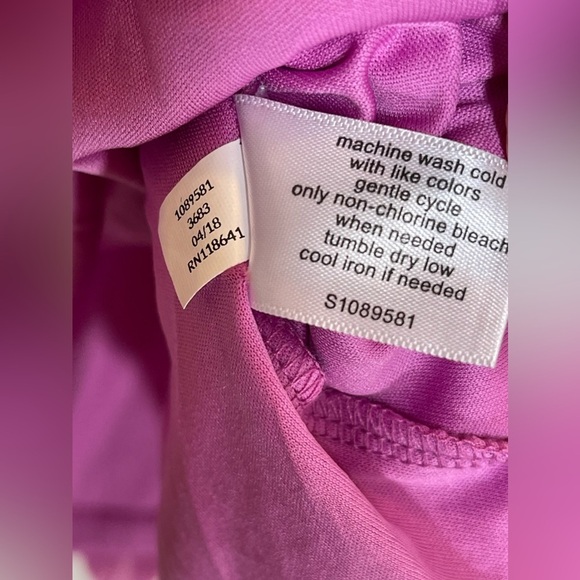 1089581
3683
04/18
RN118641
machine wash cold
with like colors
gentle cycle
only non-chlorine bleach
when needed
tumble dry low
cool iron if needed
S1089581